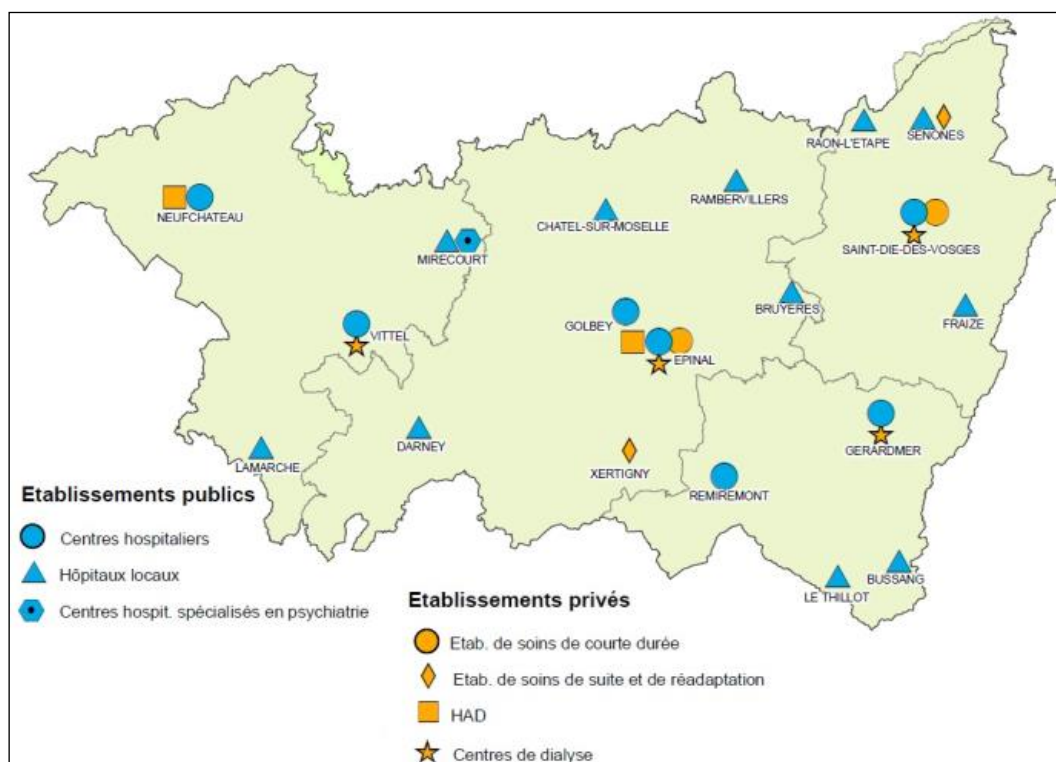 RAON-L'ETAPE
SENONES
RAMBERVILLERS
NEUFCHATEAU
CHATEL-SUR-MOSELLE
SAINT-DIE-DES-VOSGES
MIRECOURT
BRUYERES
FRAIZE
GOLBEY
VITTEL
EPINAL
DARNEY
GERARDMER
LAMARCHE
XERTIGNY
REMIREMONT
BUSSANG
LE THILLOT
Etablissements publics
Centres hospitaliers
Hôpitaux locaux
Centres hospit. spécialisés en psychiatrie
Etablissements privés
Etab. de soins de courte durée
Etab. de soins de suite et de réadaptation
HAD
Centres de dialyse